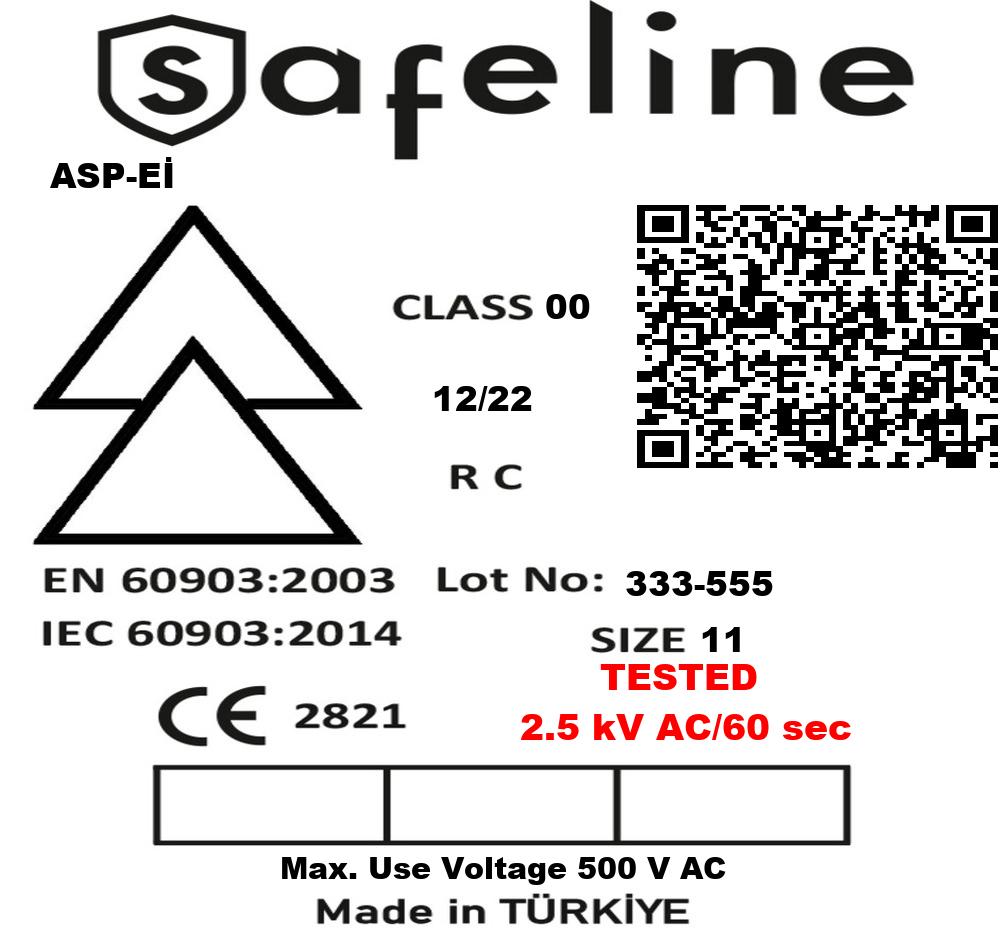 Safeline
ASP-Eİ
CLASS 00
12/22
R C
EN 60903:2003
Lot No: 333-555
IEC 60903:2014
SIZE 11
TESTED
CE 2821
2.5 kV AC/60 sec
Max. Use Voltage 500 V AC
Made in TÜRKİYE